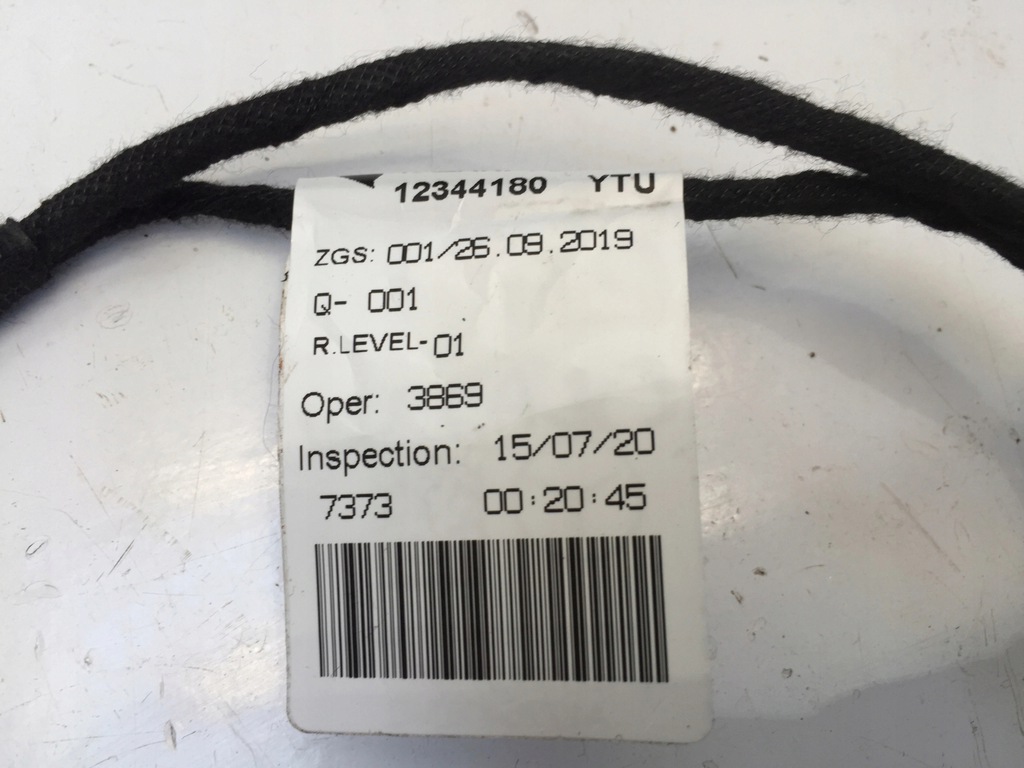 12344180 YTU
ZGS: 001/26.09.2019
Q- 001
R.LEVEL-01
Oper: 3869
Inspection: 15/07/20
7373 00:20:45